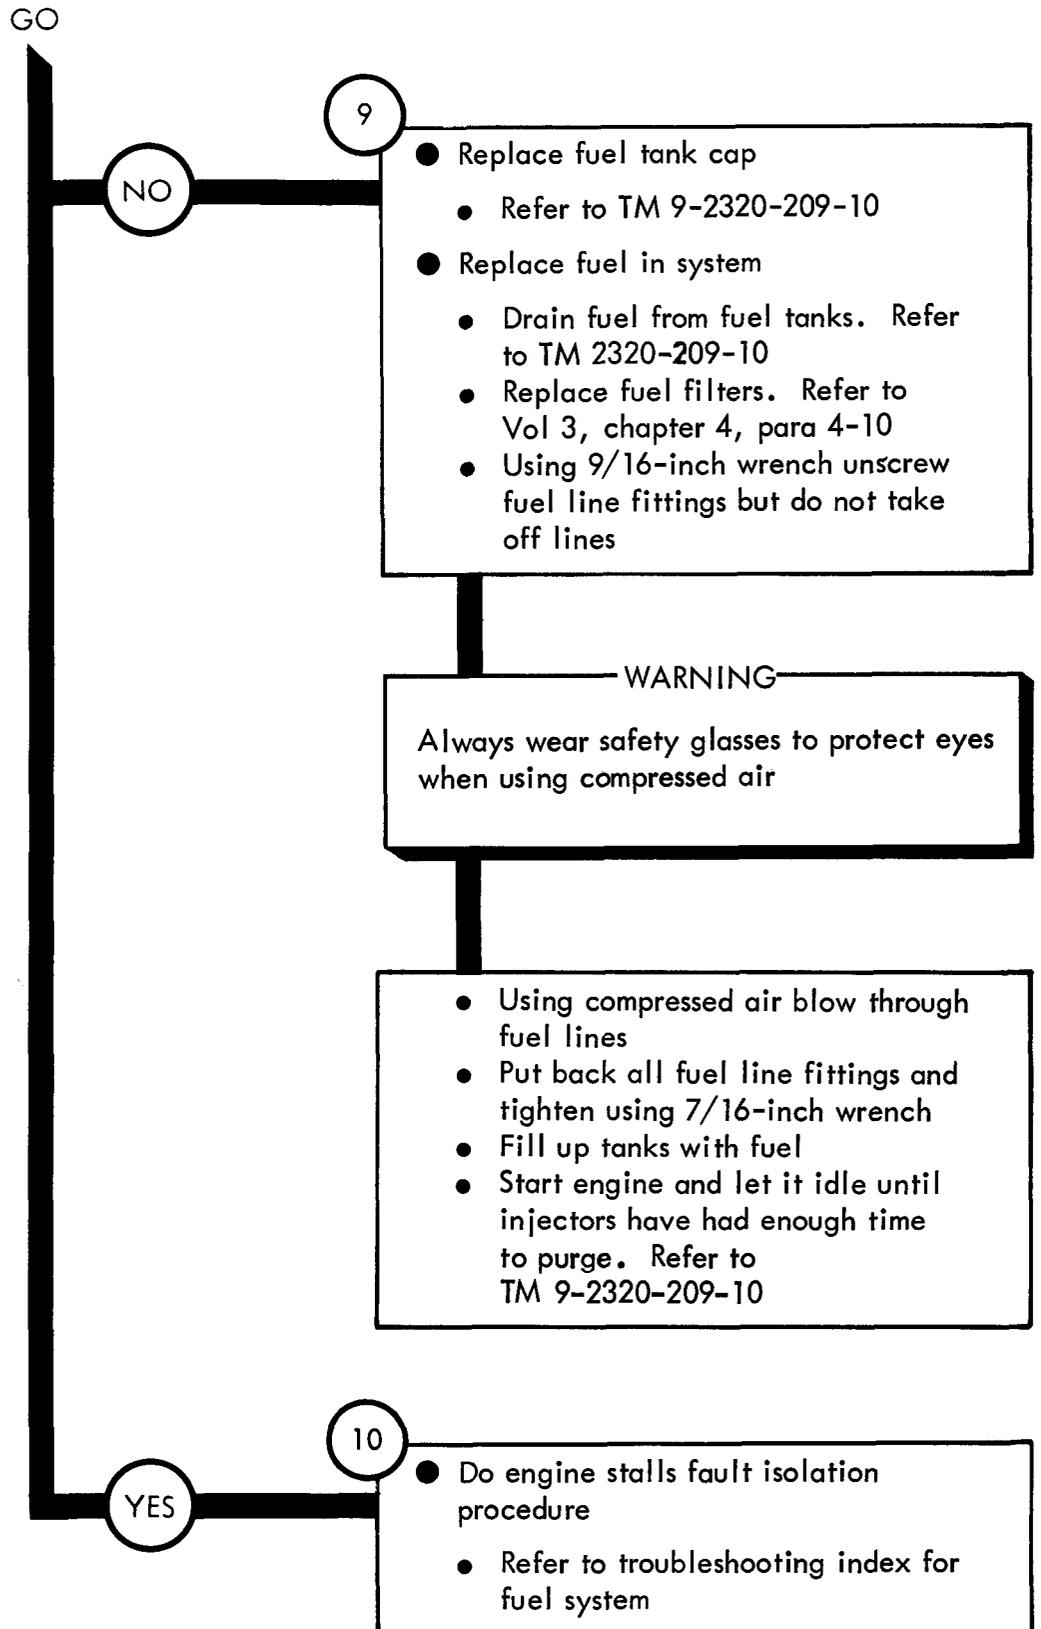 GO
9
NO
● Replace fuel tank cap
● Refer to TM 9-2320-209-10
● Replace fuel in system
● Drain fuel from fuel tanks. Refer
to TM 2320-209-10
● Replace fuel filters. Refer to
Vol 3, chapter 4, para 4-10
● Using 9/16-inch wrench unscrew
fuel line fittings but do not take
off lines
WARNING
Always wear safety glasses to protect eyes
when using compressed air
● Using compressed air blow through
fuel lines
● Put back all fuel line fittings and
tighten using 7/16-inch wrench
● Fill up tanks with fuel
● Start engine and let it idle until
injectors have had enough time
to purge. Refer to
TM 9-2320-209-10
10
YES
● Do engine stalls fault isolation
procedure
● Refer to troubleshooting index for
fuel system